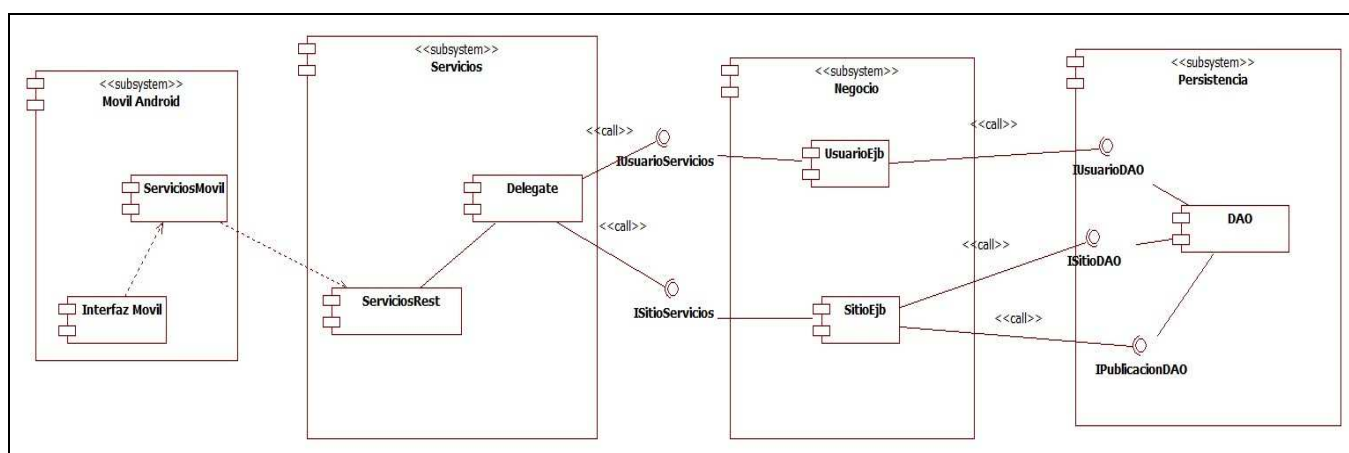 <<subsystem>>
Movil Android
ServiciosMovil
Interfaz Movil
<<subsystem>>
Servicios
Delegate
ServiciosRest
<<call>>
IUsuarioServicios
<<call>>
ISitioServicios
<<subsystem>>
Negocio
UsuarioEjb
SitioEjb
<<call>>
IUsuarioDAO
<<call>>
ISitioDAO
<<call>>
IPublicacionDAO
<<subsystem>>
Persistencia
DAO